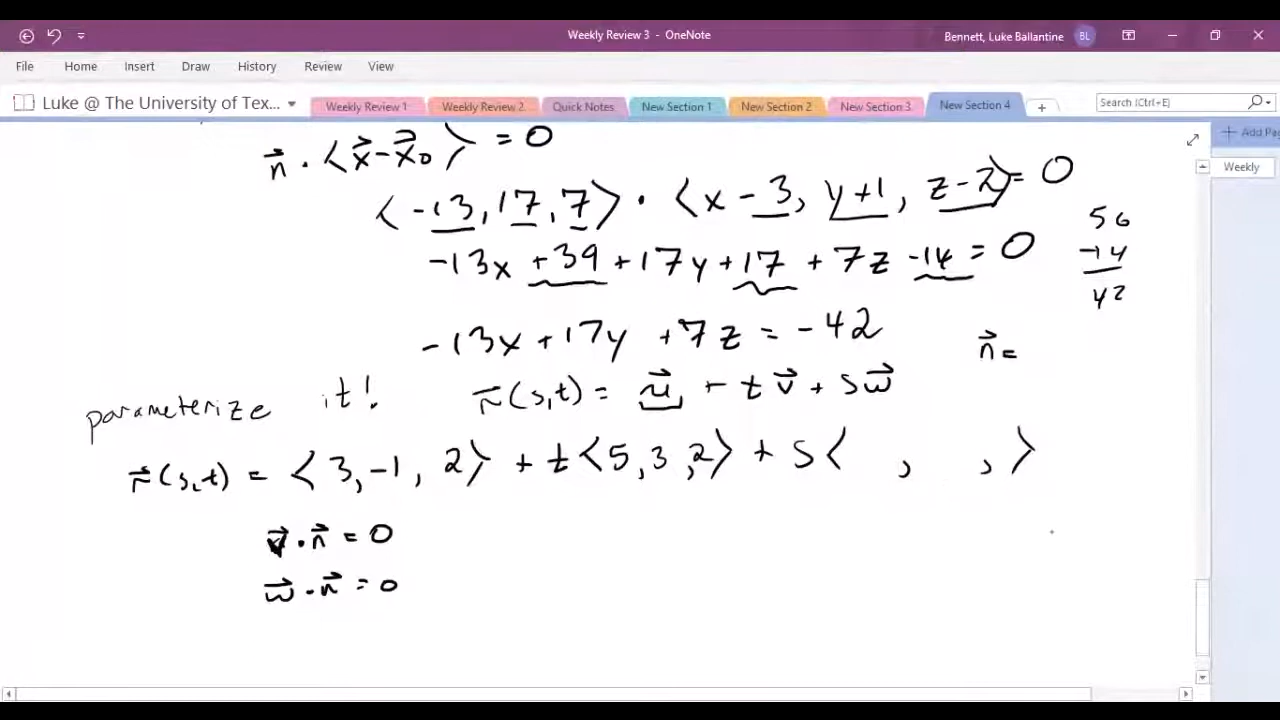 Weekly Review 3 - OneNote
Bennett, Luke Ballantine BL
File Home Insert Draw History Review View
Luke @ The University of Tex... Weekly Review 1 Weekly Review 2 Quick Notes New Section 1 New Section 2 New Section 3 New Section 4 + Search (Ctrl+E)
+ Add Pa
Weekly
n⃗ · ⟨x⃗ - x⃗₀⟩ = 0
⟨-13, 17, 7⟩ · ⟨x - 3, y+1, z-2⟩ = 0
-13x +39 +17y +17 + 7z -14 = 0
56
-14
42
-13x + 17y + 7z = -42
n⃗ =
parameterize it! r⃗(s,t) = u⃗ + t v⃗ + s w⃗
r⃗(s,t) = ⟨3, -1, 2⟩ + t⟨5, 3, 2⟩ + s⟨ , , ⟩
v⃗ · n⃗ = 0
w⃗ · n⃗ = 0